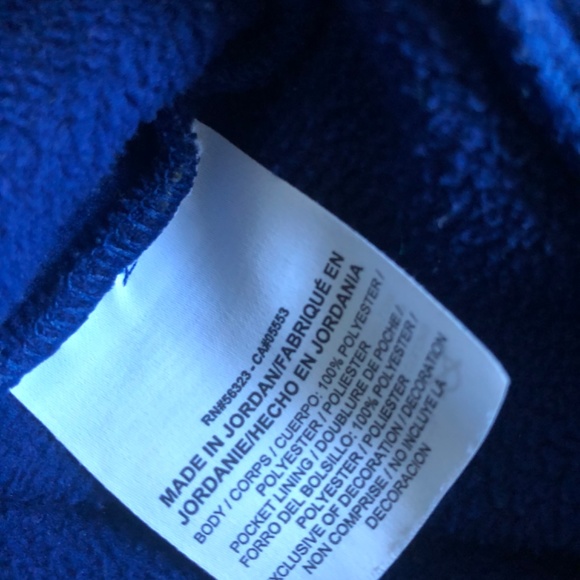 RN#56323 - CA#05553
MADE IN JORDAN/FABRIQUÉ EN
JORDANIE/HECHO EN JORDANIA
BODY / CORPS / CUERPO: 100% POLYESTER /
POLYESTER / POLIESTER
POCKET LINING / DOUBLURE DE POCHE /
FORRO DEL BOLSILLO: 100% POLYESTER /
POLYESTER / POLIESTER
EXCLUSIVE OF DECORATION / DECORATION
NON COMPRISE / NO INCLUYE LA
DECORACION